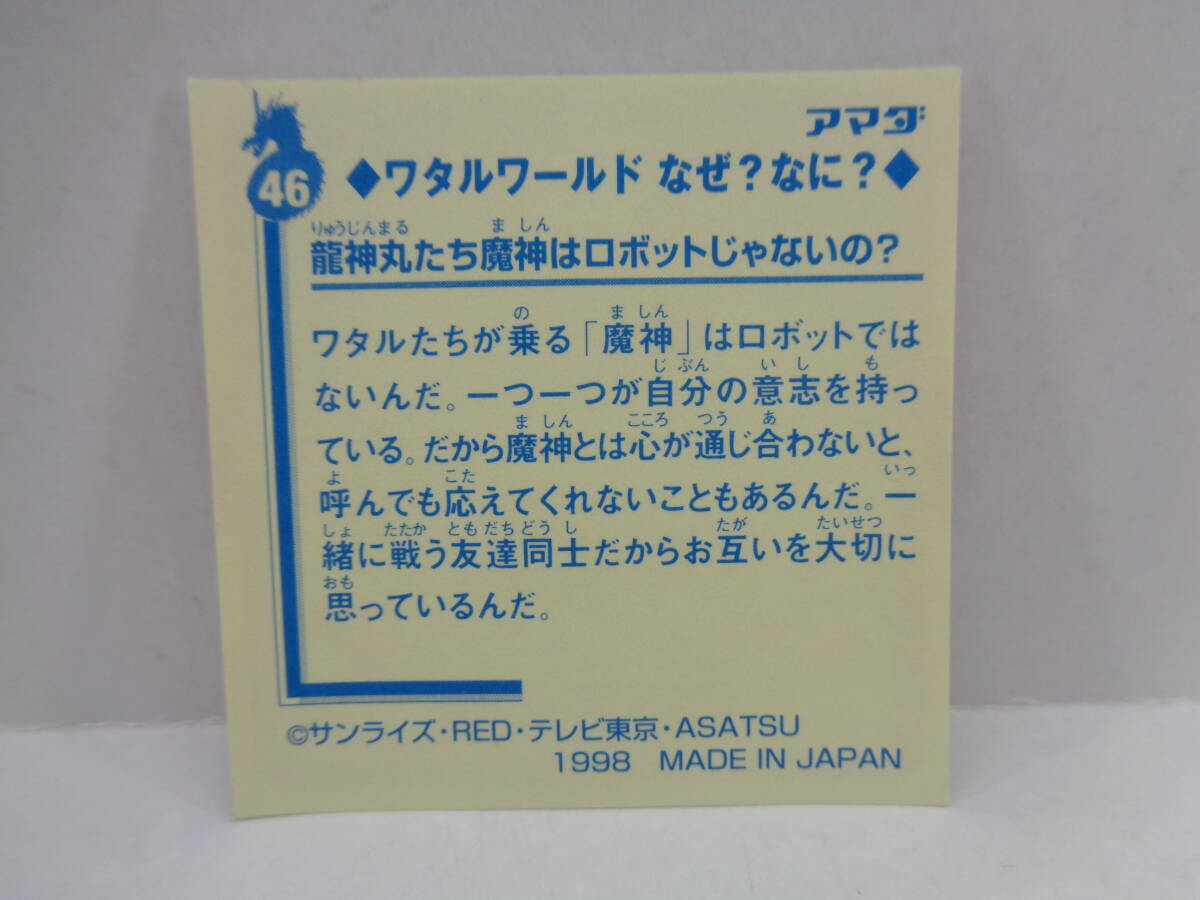 アマダ
46
◆ワタルワールド なぜ？なに？◆
りゅうじんまる ま しん
龍神丸たち魔神はロボットじゃないの？
の ま しん
ワタルたちが乗る「魔神」はロボットでは
じ ぶん い し も
ないんだ。一つ一つが自分の意志を持っ
ま しん こころ つう あ
ている。だから魔神とは心が通じ合わないと、
よ こた いっ
呼んでも応えてくれないこともあるんだ。一
しょ たたか ともだちどうし たが たいせつ
緒に戦う友達同士だからお互いを大切に
おも
思っているんだ。
©サンライズ・RED・テレビ東京・ASATSU
1998 MADE IN JAPAN